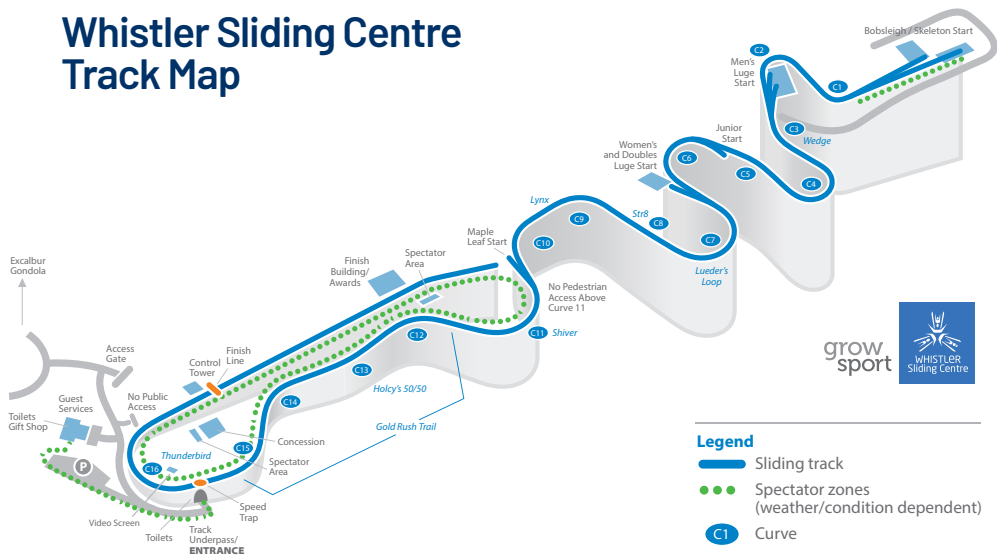 Whistler Sliding Centre
Track Map
Bobsleigh / Skeleton Start
C2
Men's
Luge
Start
C1
C3
Wedge
C4
Junior
Start
Women's
and Doubles
Luge Start
C6
C5
Lynx
C9
Str8
C8
C7
Lueder's
Loop
C10
Maple
Leaf Start
Spectator
Area
Finish
Building/
Awards
No Pedestrian
Access Above
Curve 11
C11
Shiver
C12
Excalbur
Gondola
Access
Gate
Finish
Line
Control
Tower
C13
Holcy's 50/50
C14
Gold Rush Trail
Guest
Services
No Public
Access
Toilets
Gift Shop
Concession
C15
Thunderbird
Spectator
Area
C16
P
Speed
Trap
Video Screen
Toilets
Track
Underpass/
ENTRANCE
grow
sport
WHISTLER
Sliding Centre
Legend
Sliding track
Spectator zones
(weather/condition dependent)
C1
Curve